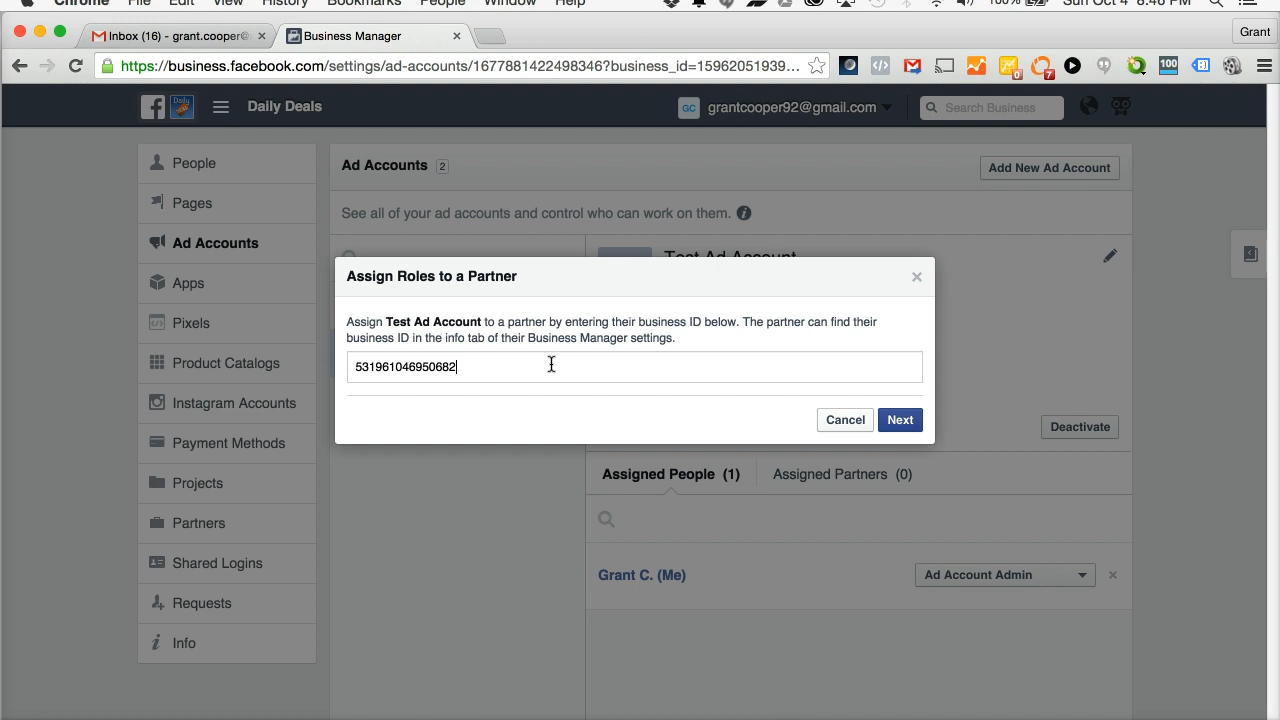 Chrome File Edit View History Bookmarks People Window Help 100% Sun Oct 4 8:46 PM
Inbox (16) - grant.cooper@ × Business Manager × Grant
https://business.facebook.com/settings/ad-accounts/1677881422498346?business_id=15962051939...
0 7 100
Daily Deals GC grantcooper92@gmail.com Search Business
People
Pages
Ad Accounts
Apps
Pixels
Product Catalogs
Instagram Accounts
Payment Methods
Projects
Partners
Shared Logins
Requests
Info
Ad Accounts 2 Add New Ad Account
See all of your ad accounts and control who can work on them.
Test Ad Account
Assign Roles to a Partner ×
Assign Test Ad Account to a partner by entering their business ID below. The partner can find their
business ID in the info tab of their Business Manager settings.
531961046950682
Cancel Next
Deactivate
Assigned People (1) Assigned Partners (0)
Grant C. (Me) Ad Account Admin ×